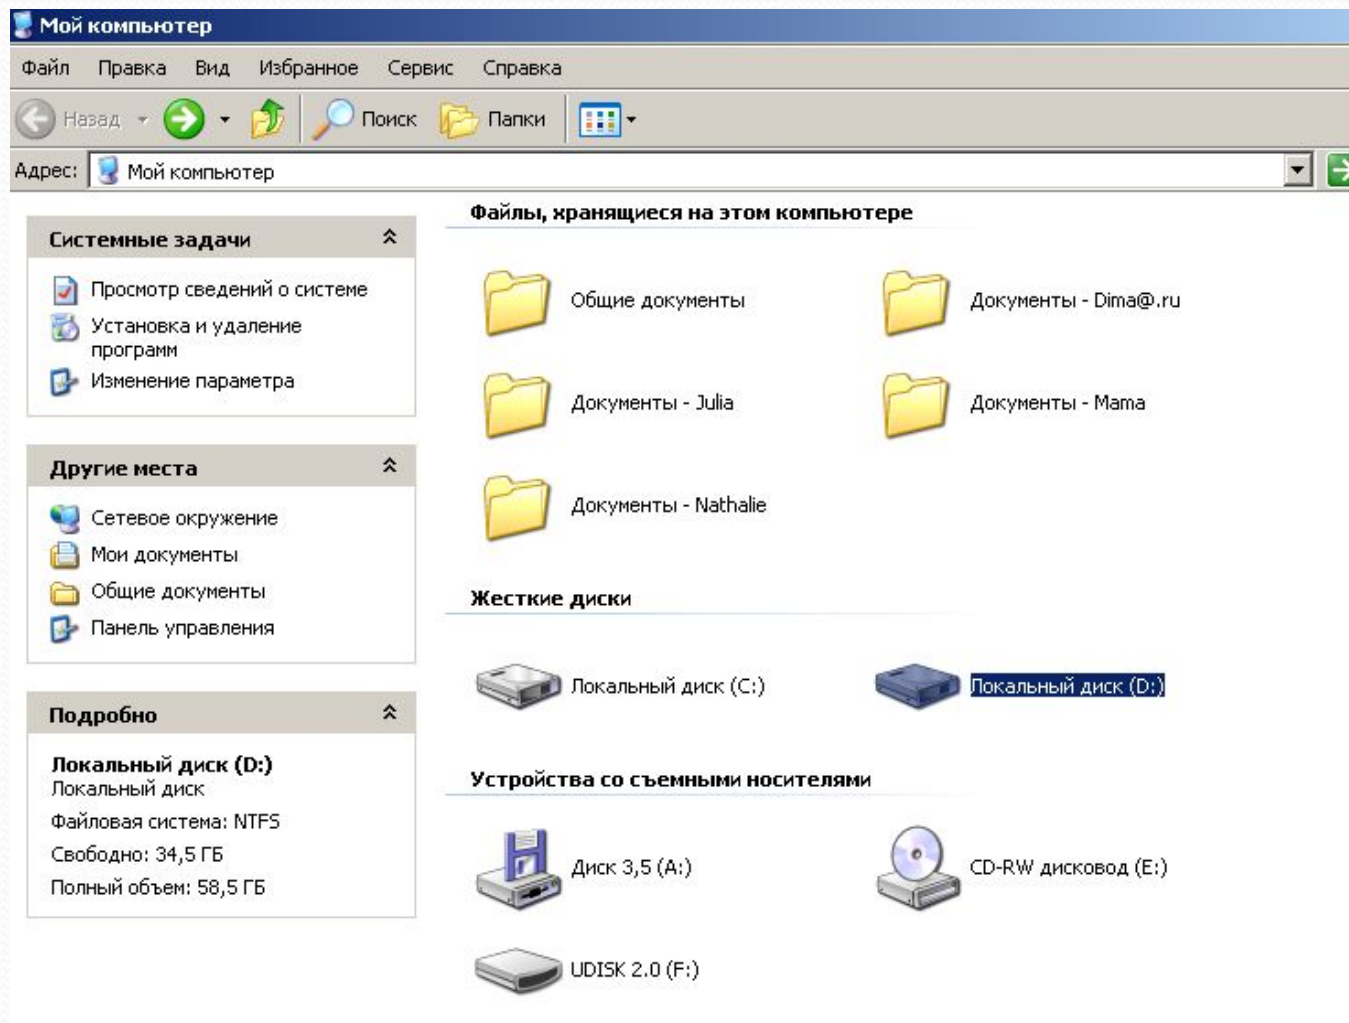 Мой компьютер
Файл Правка Вид Избранное Сервис Справка
Назад Поиск Папки
Адрес: Мой компьютер
Системные задачи
Просмотр сведений о системе
Установка и удаление
программ
Изменение параметра
Другие места
Сетевое окружение
Мои документы
Общие документы
Панель управления
Подробно
Локальный диск (D:)
Локальный диск
Файловая система: NTFS
Свободно: 34,5 ГБ
Полный объем: 58,5 ГБ
Файлы, хранящиеся на этом компьютере
Общие документы Документы - Dima@.ru
Документы - Julia Документы - Mama
Документы - Nathalie
Жесткие диски
Локальный диск (C:) Локальный диск (D:)
Устройства со съемными носителями
Диск 3,5 (A:) CD-RW дисковод (E:)
UDISK 2.0 (F:)